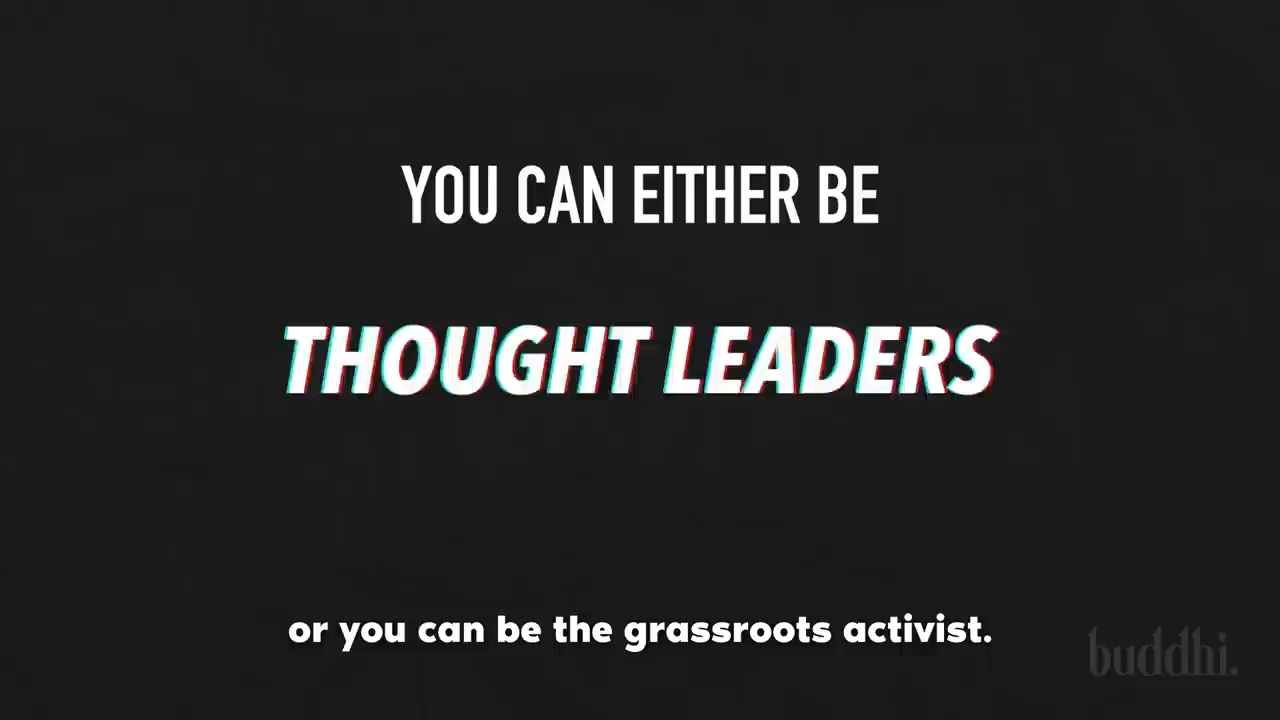 YOU CAN EITHER BE
THOUGHT LEADERS
or you can be the grassroots activist.
buddhi.